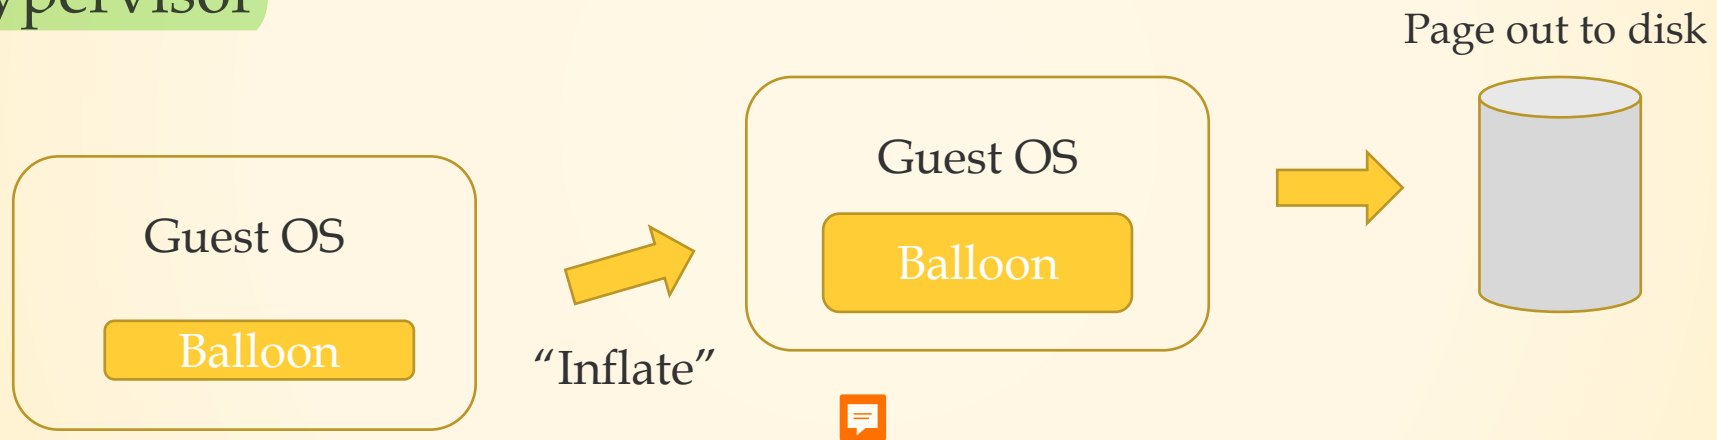 Page out to disk
Guest OS
Balloon
“Inflate”
Guest OS
Balloon